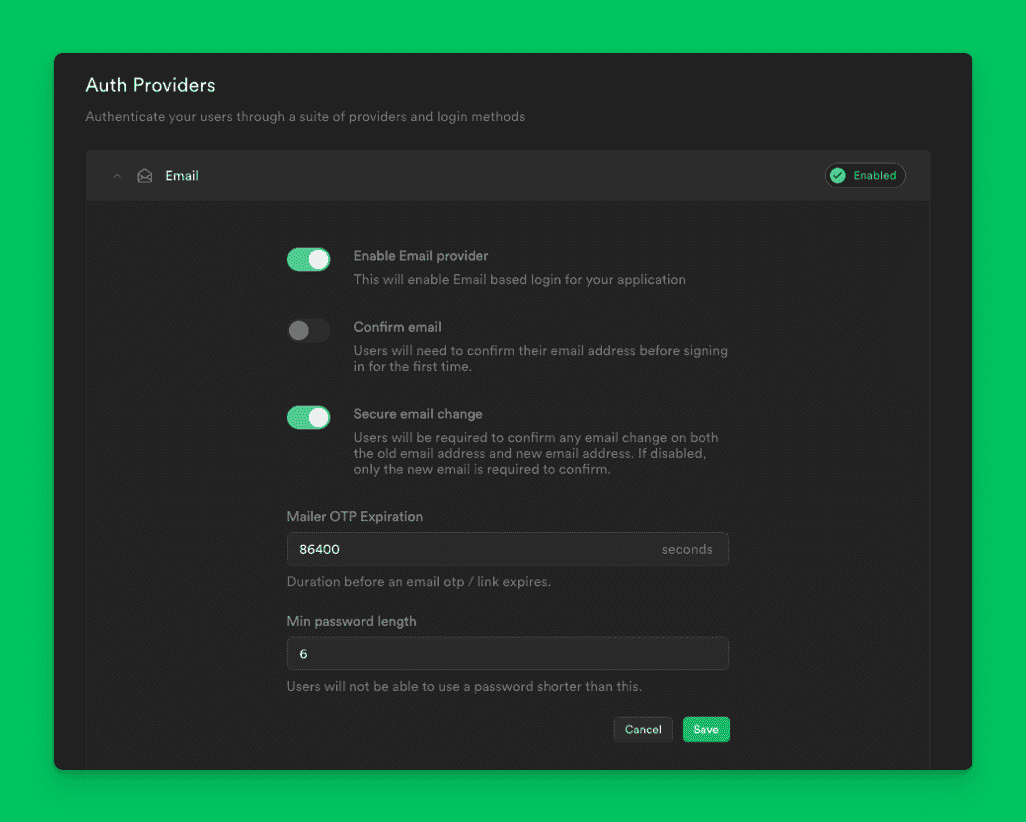 Auth Providers
Authenticate your users through a suite of providers and login methods
Email
Enabled
Enable Email provider
This will enable Email based login for your application
Confirm email
Users will need to confirm their email address before signing
in for the first time.
Secure email change
Users will be required to confirm any email change on both
the old email address and new email address. If disabled,
only the new email is required to confirm.
Mailer OTP Expiration
86400
seconds
Duration before an email otp / link expires.
Min password length
6
Users will not be able to use a password shorter than this.
Cancel
Save